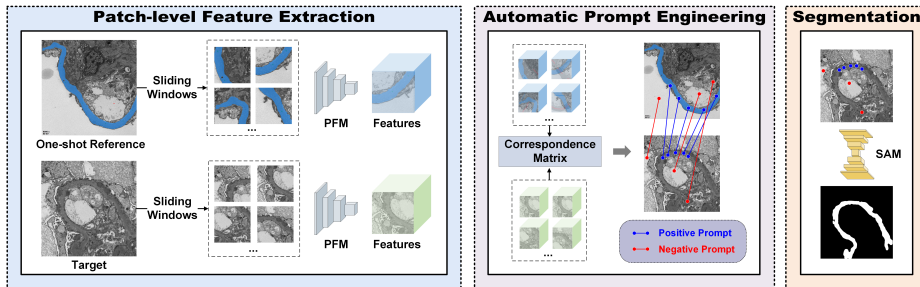 Patch-level Feature Extraction
Sliding
Windows
...
PFM
Features
One-shot Reference
Sliding
Windows
...
PFM
Features
Target
Automatic Prompt Engineering
...
Correspondence
Matrix
...
Positive Prompt
Negative Prompt
Segmentation
SAM